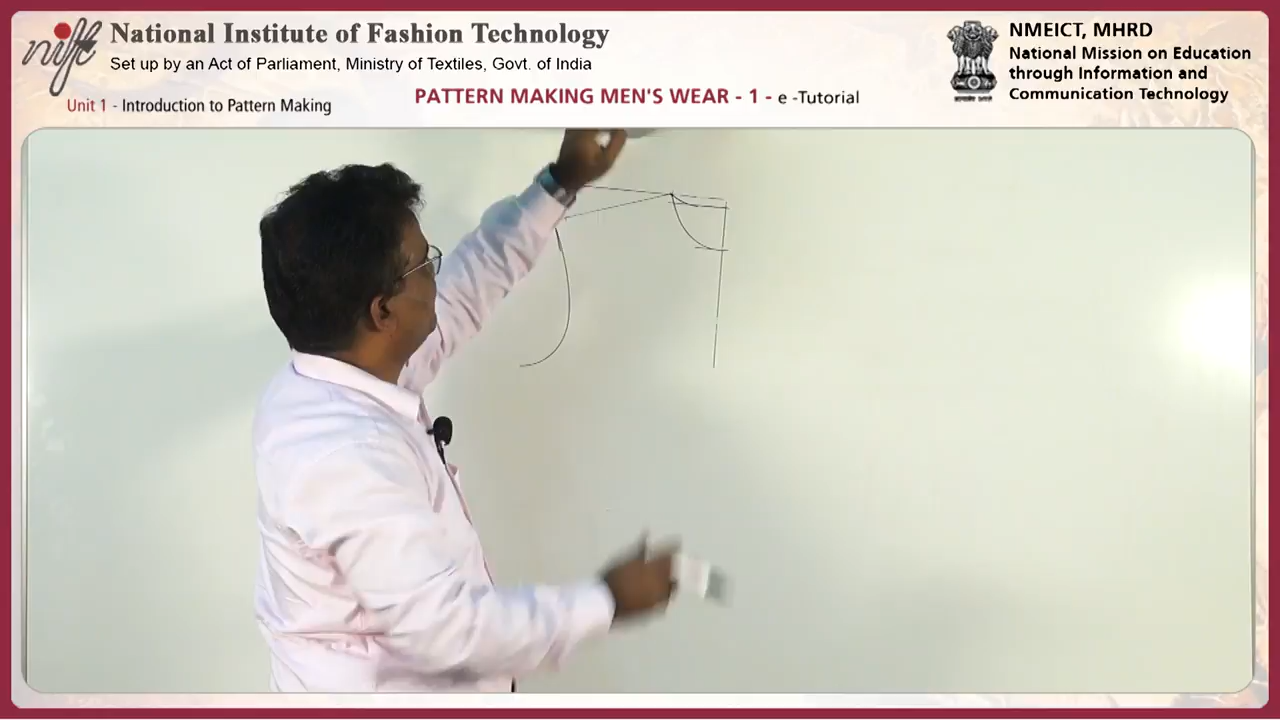 nift
National Institute of Fashion Technology
Set up by an Act of Parliament, Ministry of Textiles, Govt. of India
Unit 1 - Introduction to Pattern Making
PATTERN MAKING MEN'S WEAR - 1 - e -Tutorial
NMEICT, MHRD
National Mission on Education
through Information and
Communication Technology